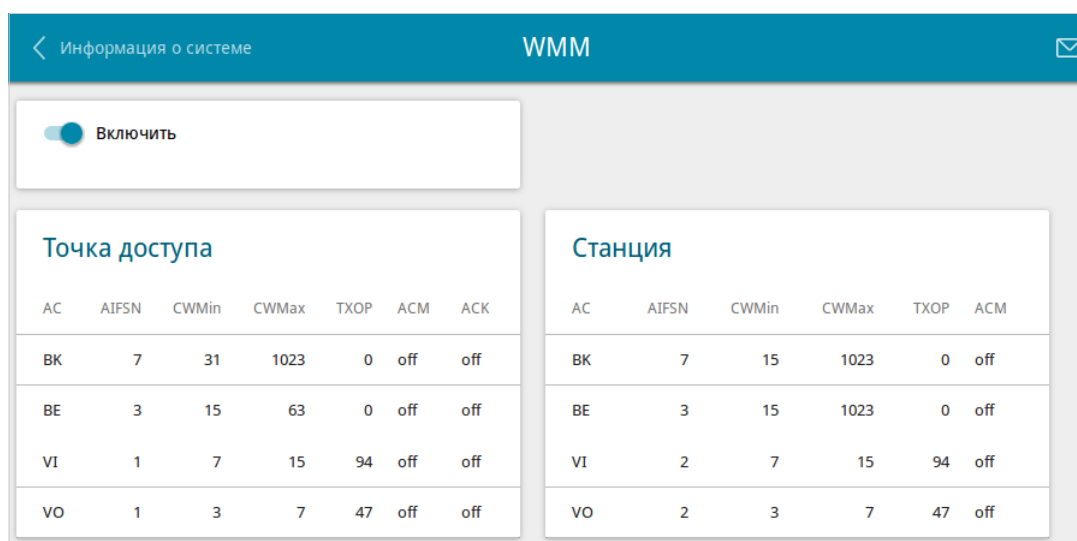 Информация о системе
WMM
Включить
Точка доступа
AC AIFSN CWMin CWMax TXOP ACM ACK
BK 7 31 1023 0 off off
BE 3 15 63 0 off off
VI 1 7 15 94 off off
VO 1 3 7 47 off off
Станция
AC AIFSN CWMin CWMax TXOP ACM
BK 7 15 1023 0 off
BE 3 15 1023 0 off
VI 2 7 15 94 off
VO 2 3 7 47 off